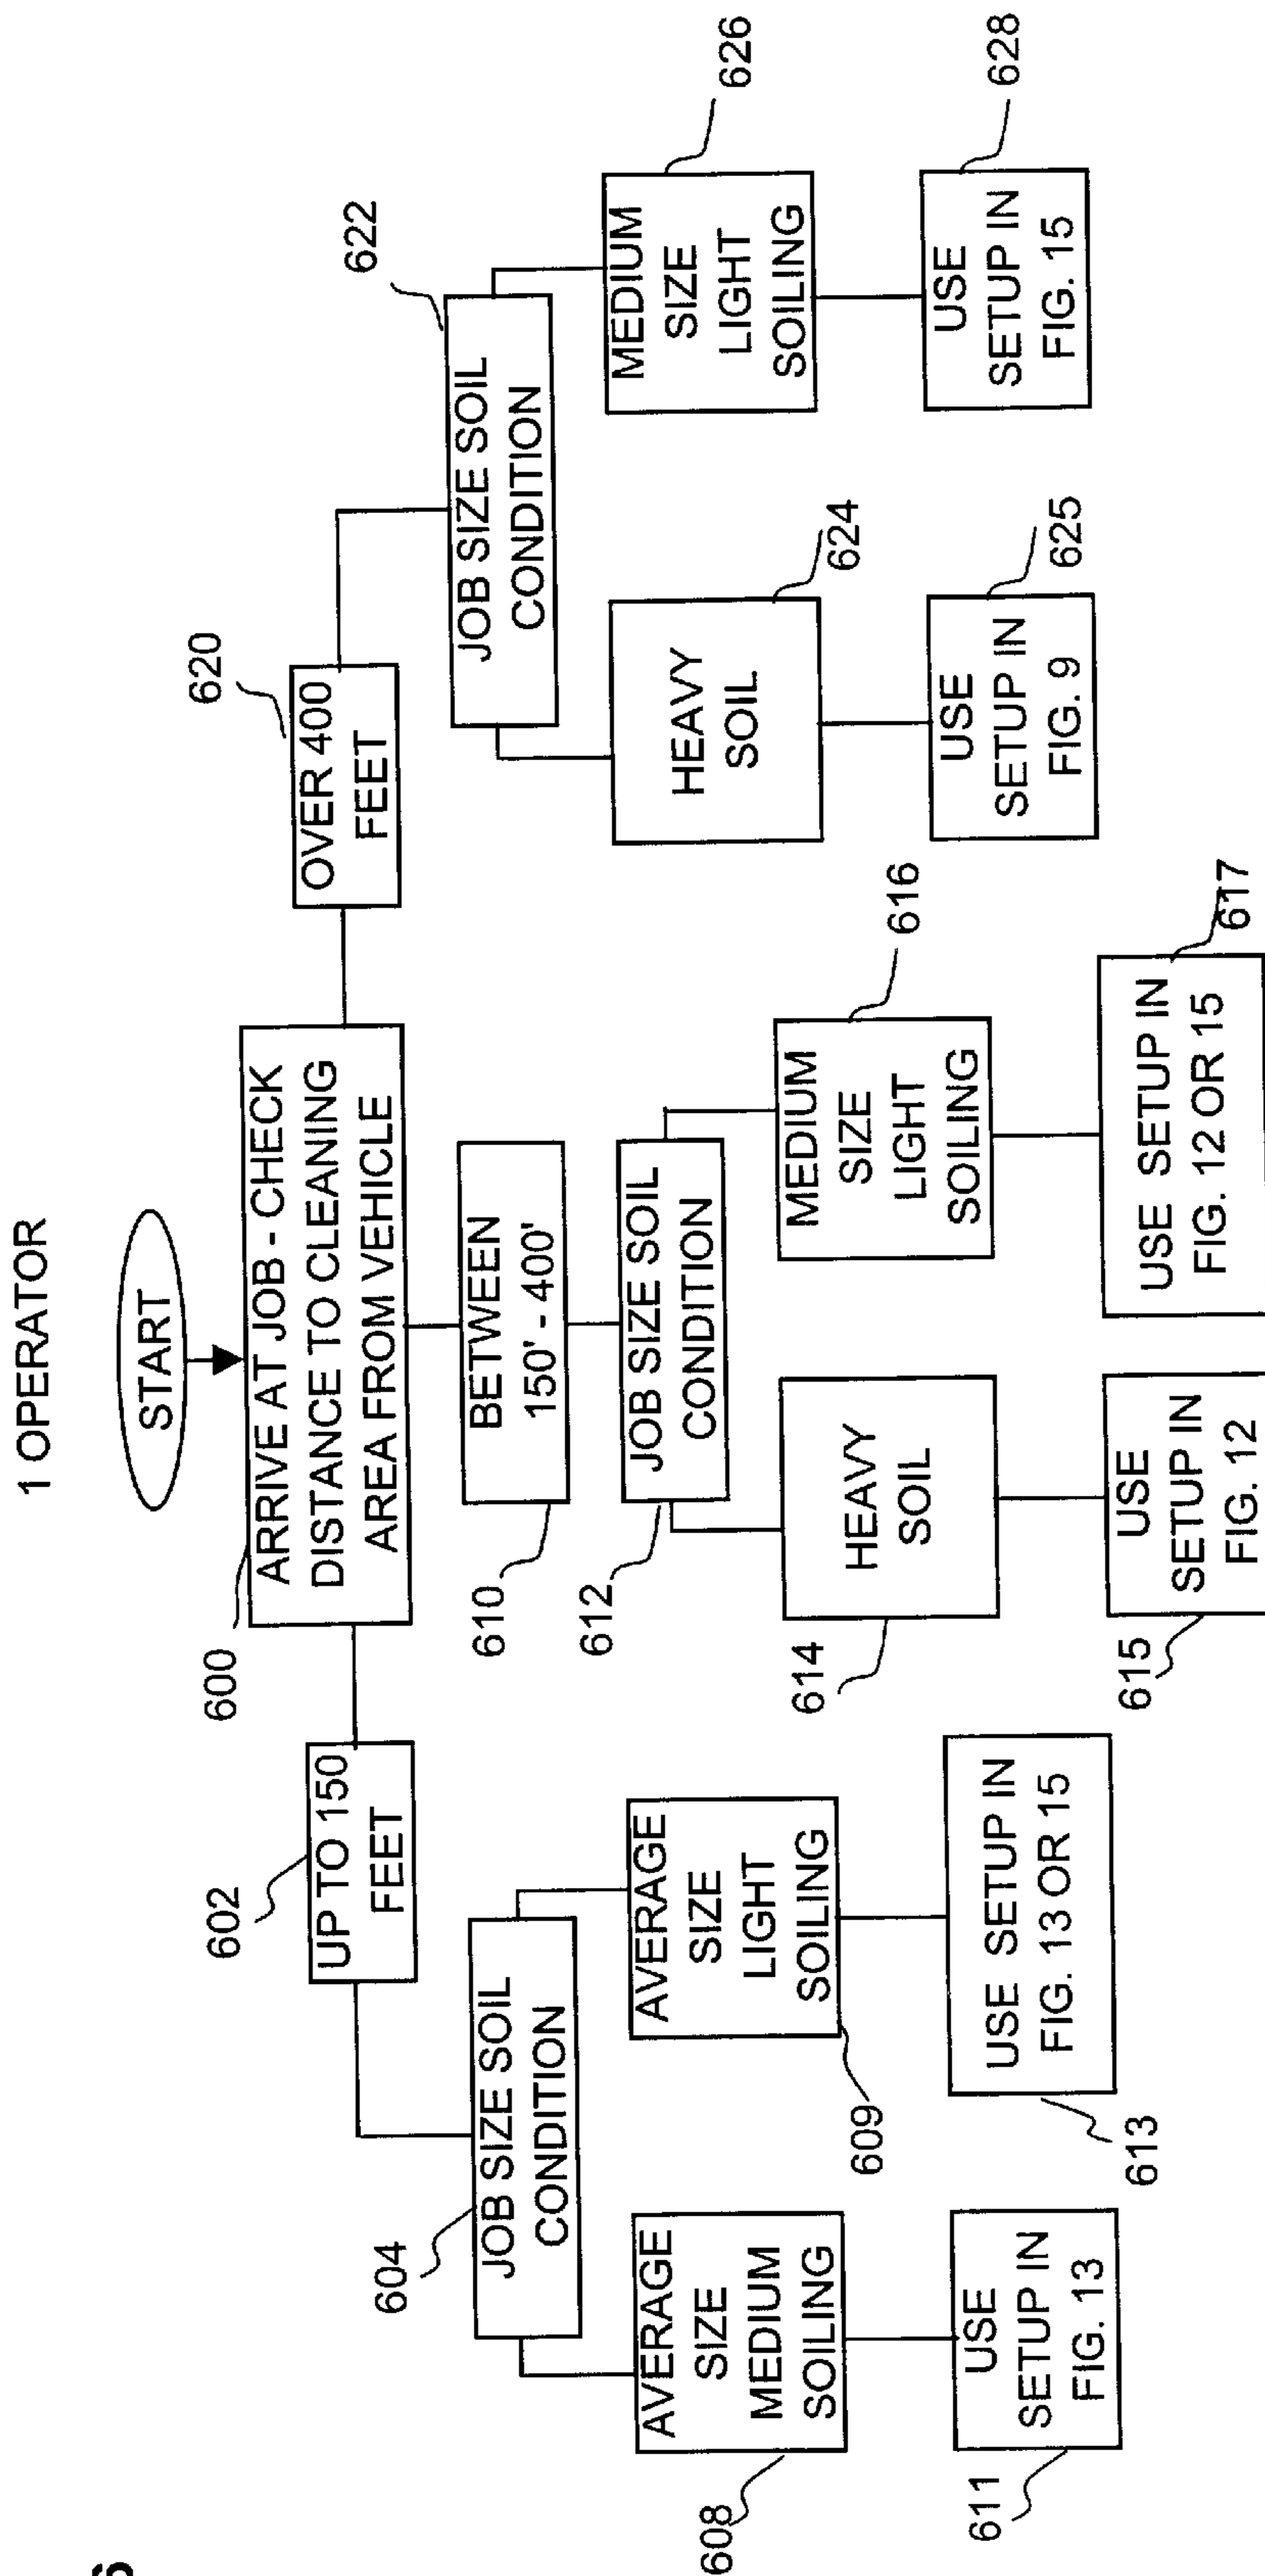 1 OPERATOR
START
600
ARRIVE AT JOB - CHECK
DISTANCE TO CLEANING
AREA FROM VEHICLE
602
UP TO 150
FEET
604
JOB SIZE SOIL
CONDITION
608
AVERAGE
SIZE
MEDIUM
SOILING
611
USE
SETUP IN
FIG. 13
609
AVERAGE
SIZE
LIGHT
SOILING
613
USE SETUP IN
FIG. 13 OR 15
610
BETWEEN
150' - 400'
612
JOB SIZE SOIL
CONDITION
614
HEAVY
SOIL
615
USE
SETUP IN
FIG. 12
616
MEDIUM
SIZE
LIGHT
SOILING
617
USE SETUP IN
FIG. 12 OR 15
620
OVER 400
FEET
622
JOB SIZE SOIL
CONDITION
624
HEAVY
SOIL
625
USE
SETUP IN
FIG. 9
626
MEDIUM
SIZE
LIGHT
SOILING
628
USE
SETUP IN
FIG. 15